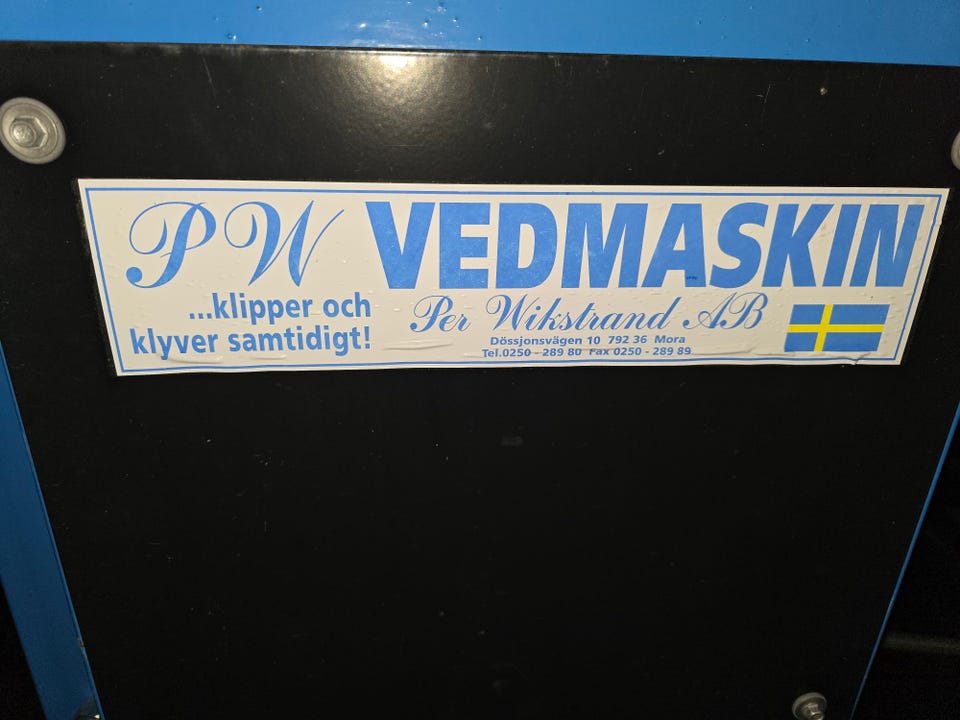 PW VEDMASKIN
...klipper och
klyver samtidigt!
Per Wikstrand AB
Dössjonsvägen 10 792 36 Mora
Tel.0250 - 289 80 Fax 0250 - 289 89